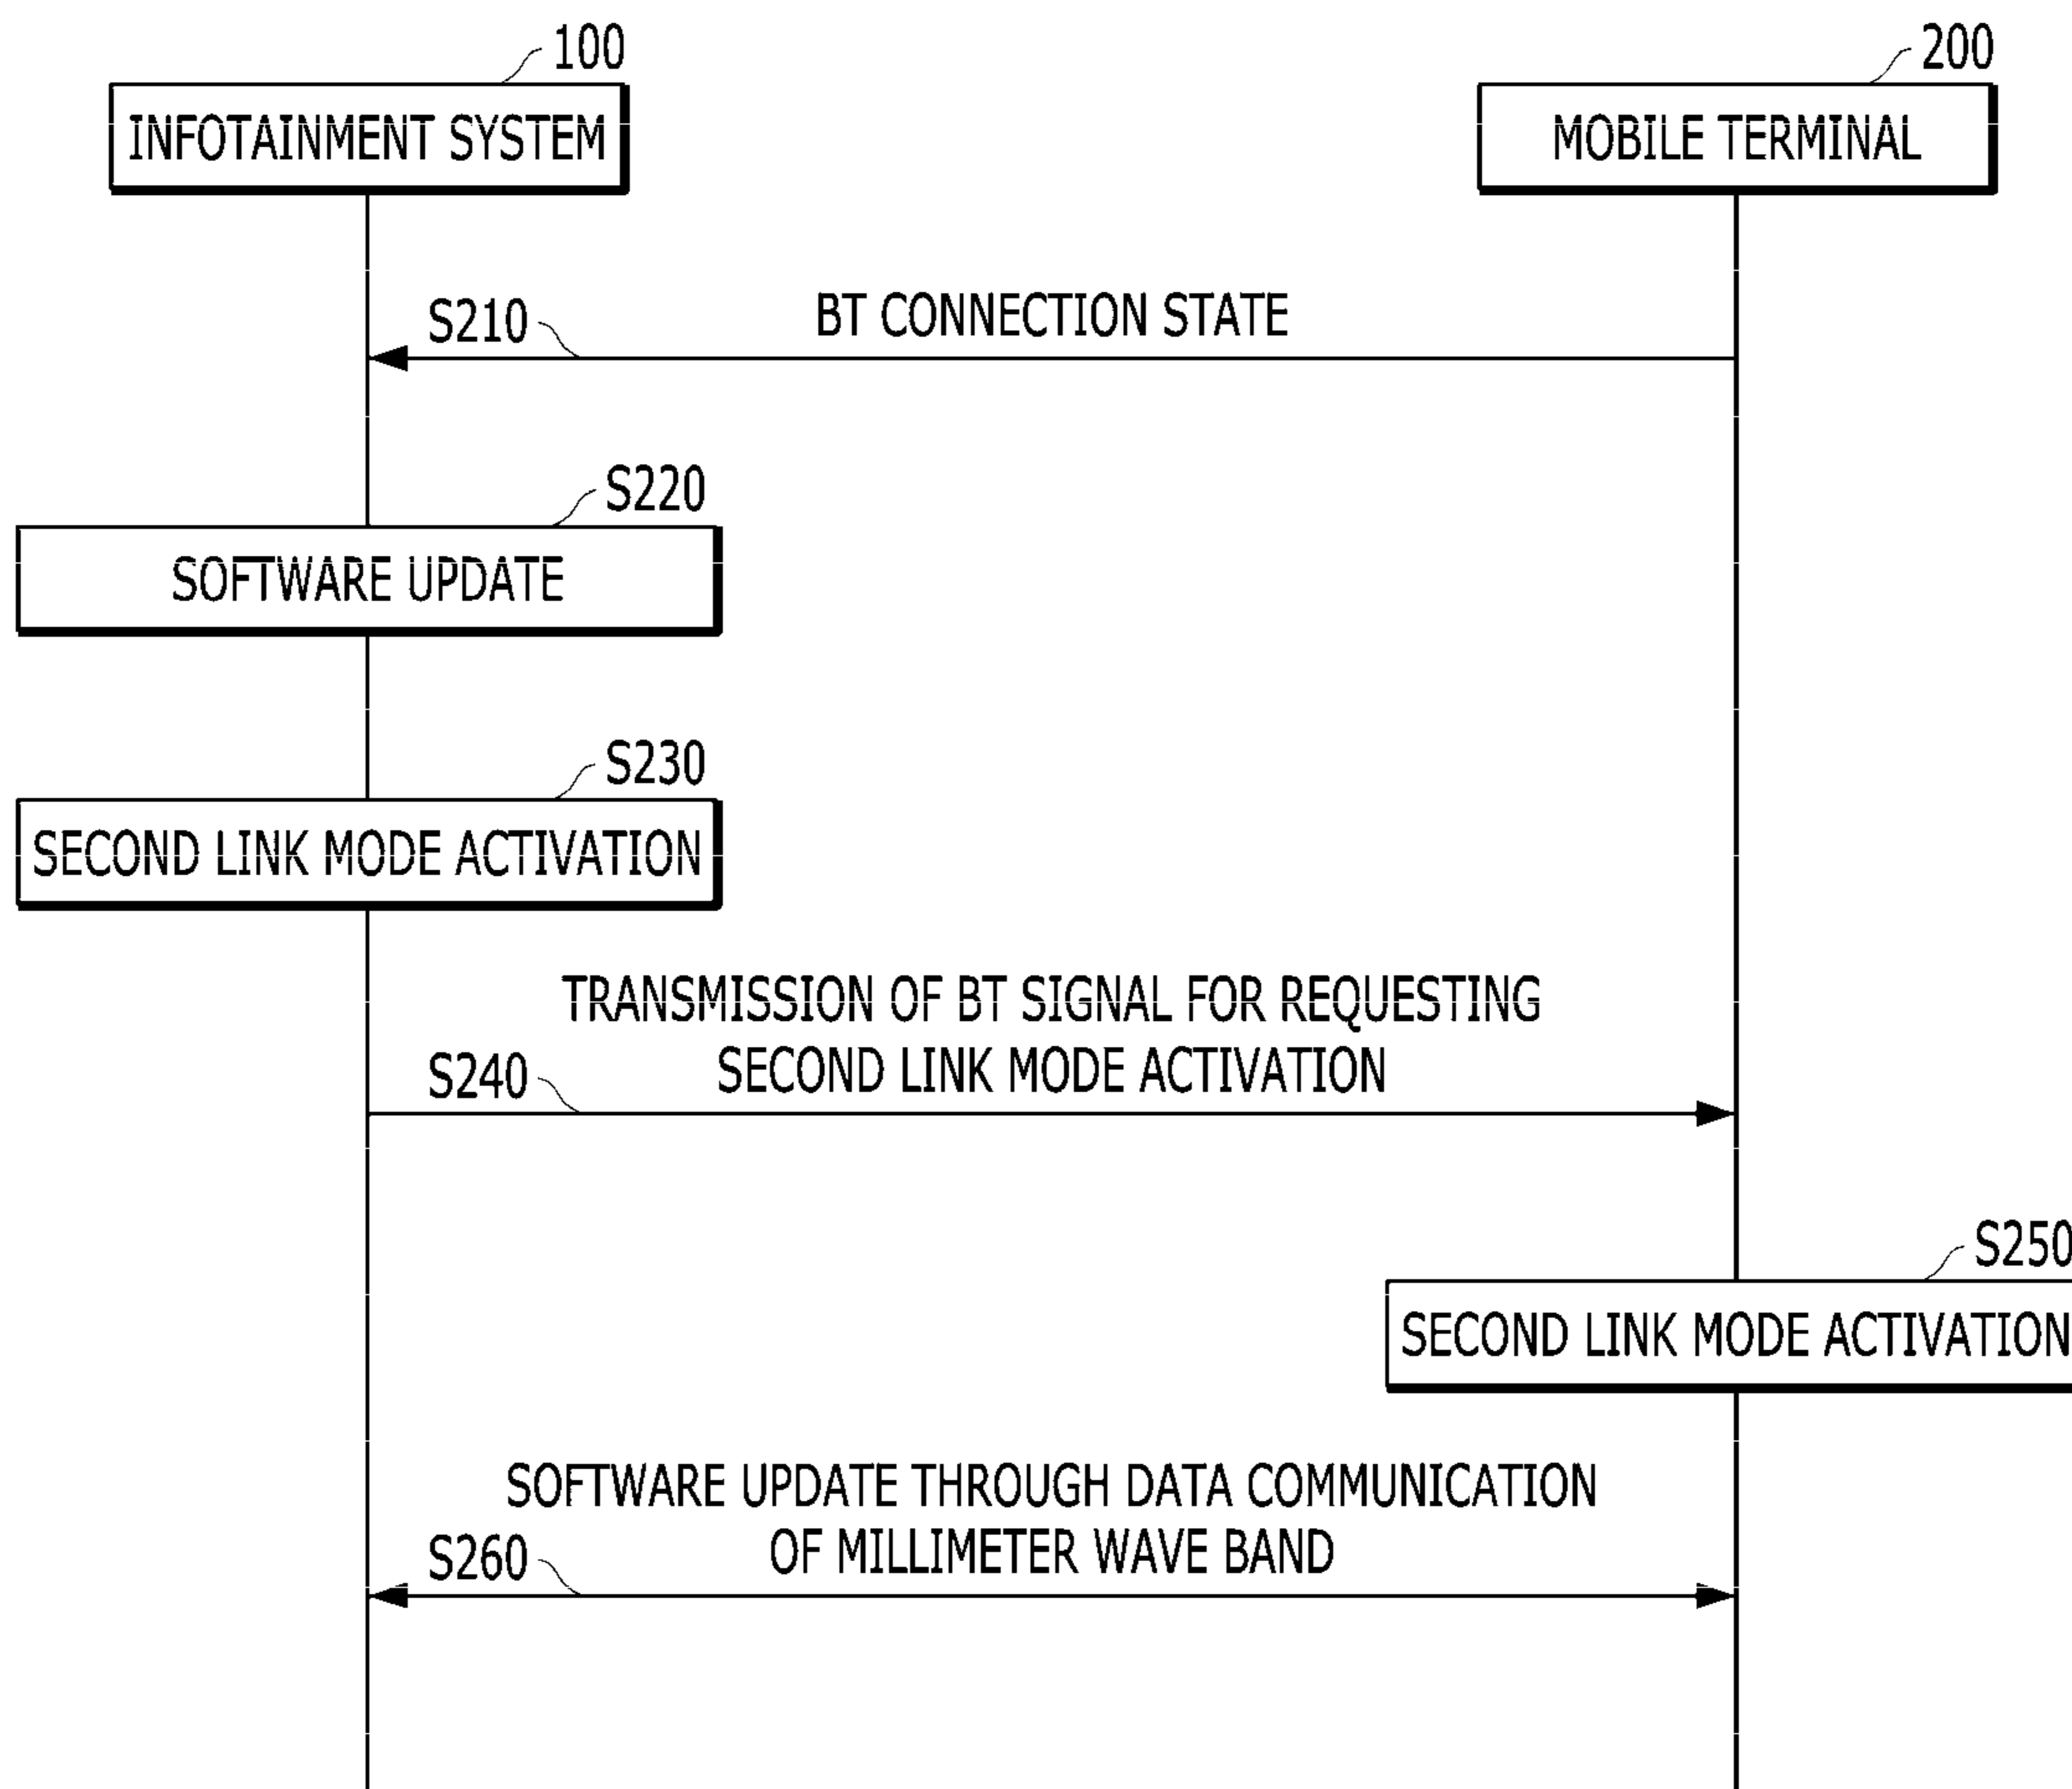 100
200
INFOTAINMENT SYSTEM
MOBILE TERMINAL
S210
BT CONNECTION STATE
S220
SOFTWARE UPDATE
S230
SECOND LINK MODE ACTIVATION
TRANSMISSION OF BT SIGNAL FOR REQUESTING
SECOND LINK MODE ACTIVATION
S240
S250
SECOND LINK MODE ACTIVATION
SOFTWARE UPDATE THROUGH DATA COMMUNICATION
OF MILLIMETER WAVE BAND
S260